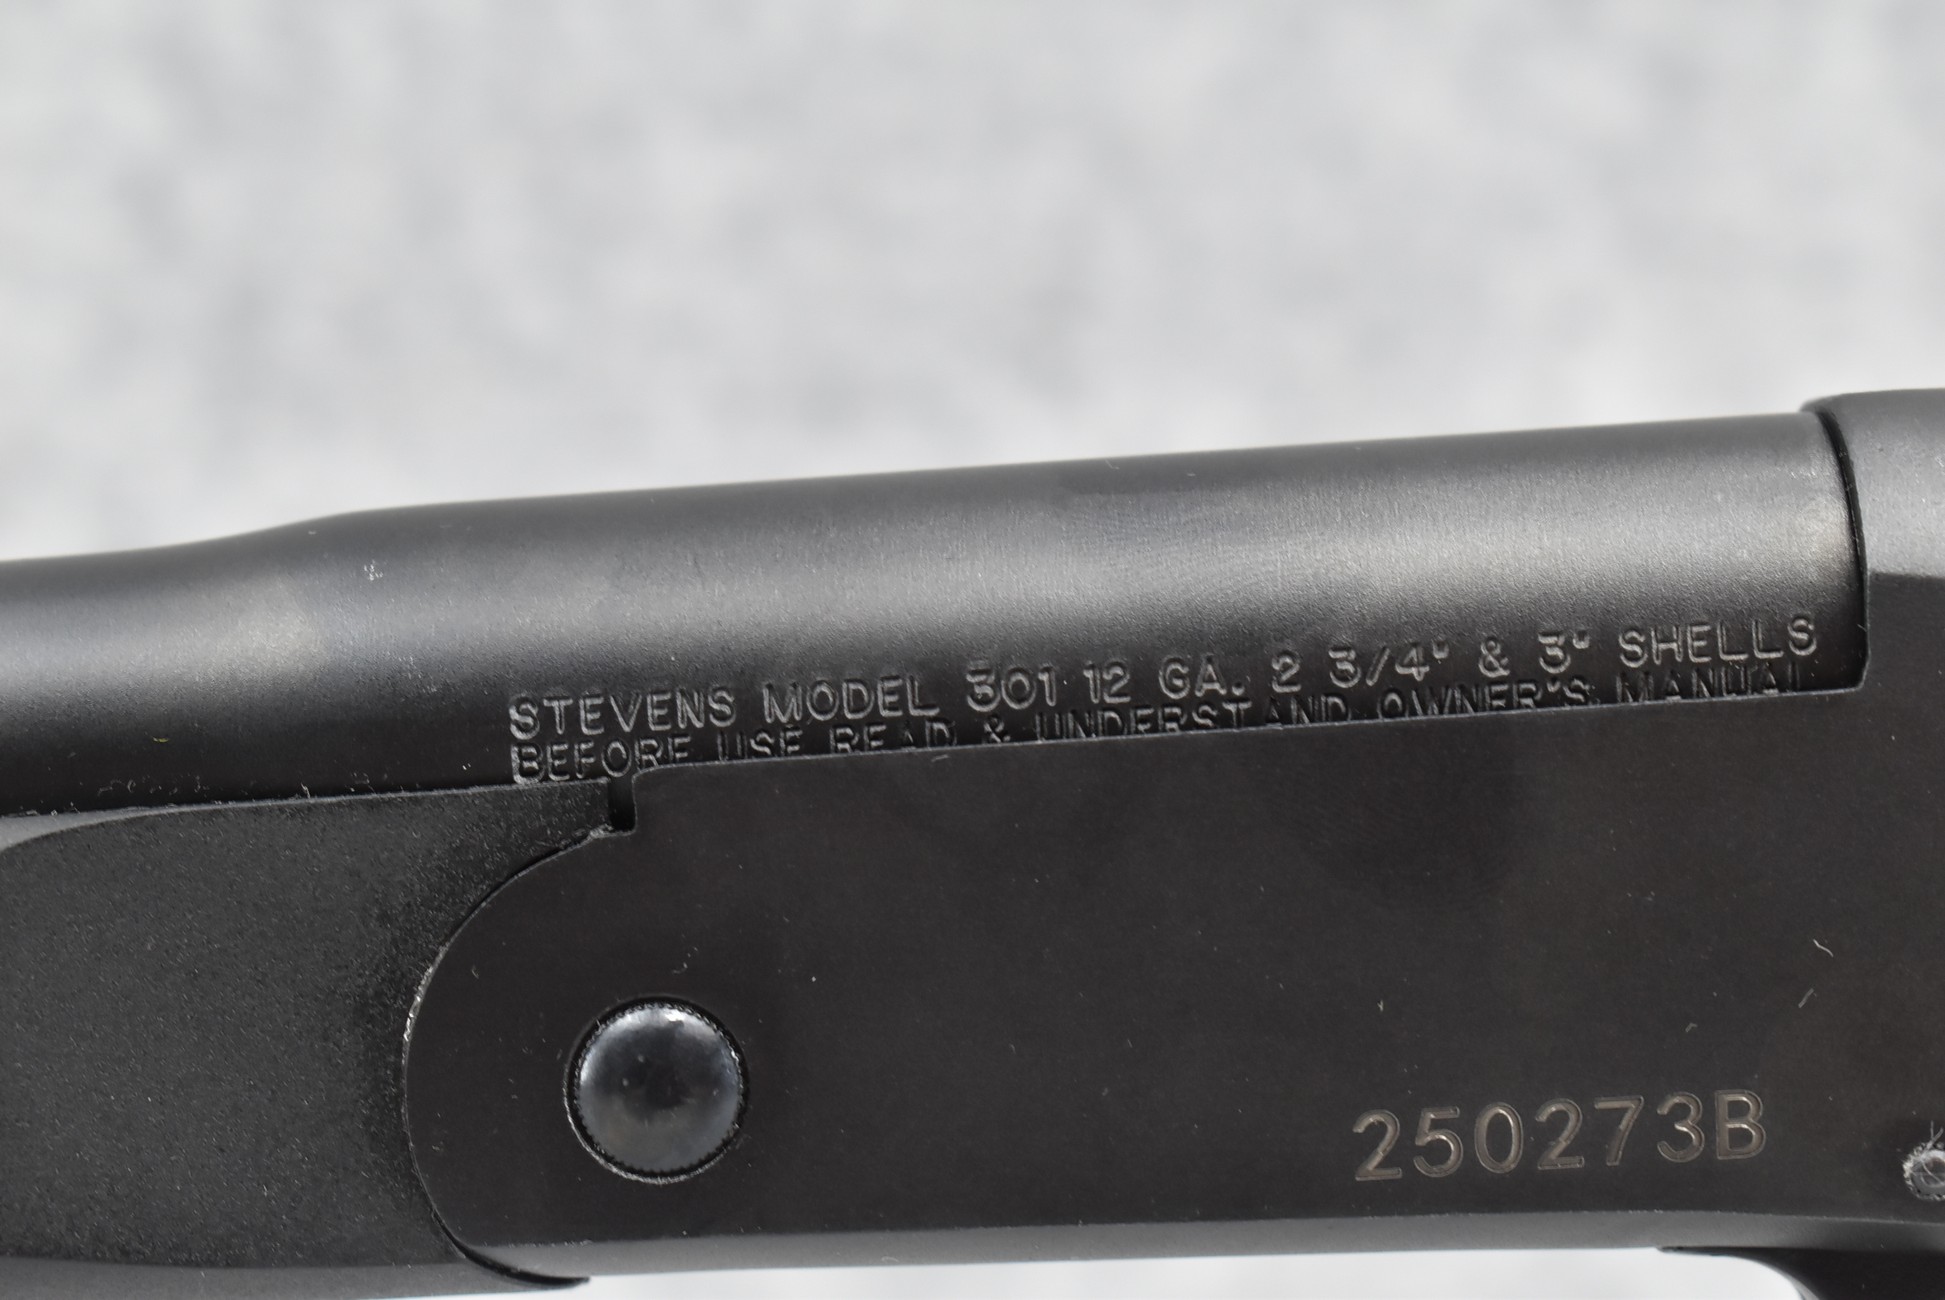 STEVENS MODEL 301 12 GA. 2 3/4" & 3" SHELLS
BEFORE USE READ & UNDERSTAND OWNER'S MANUAL
250273B